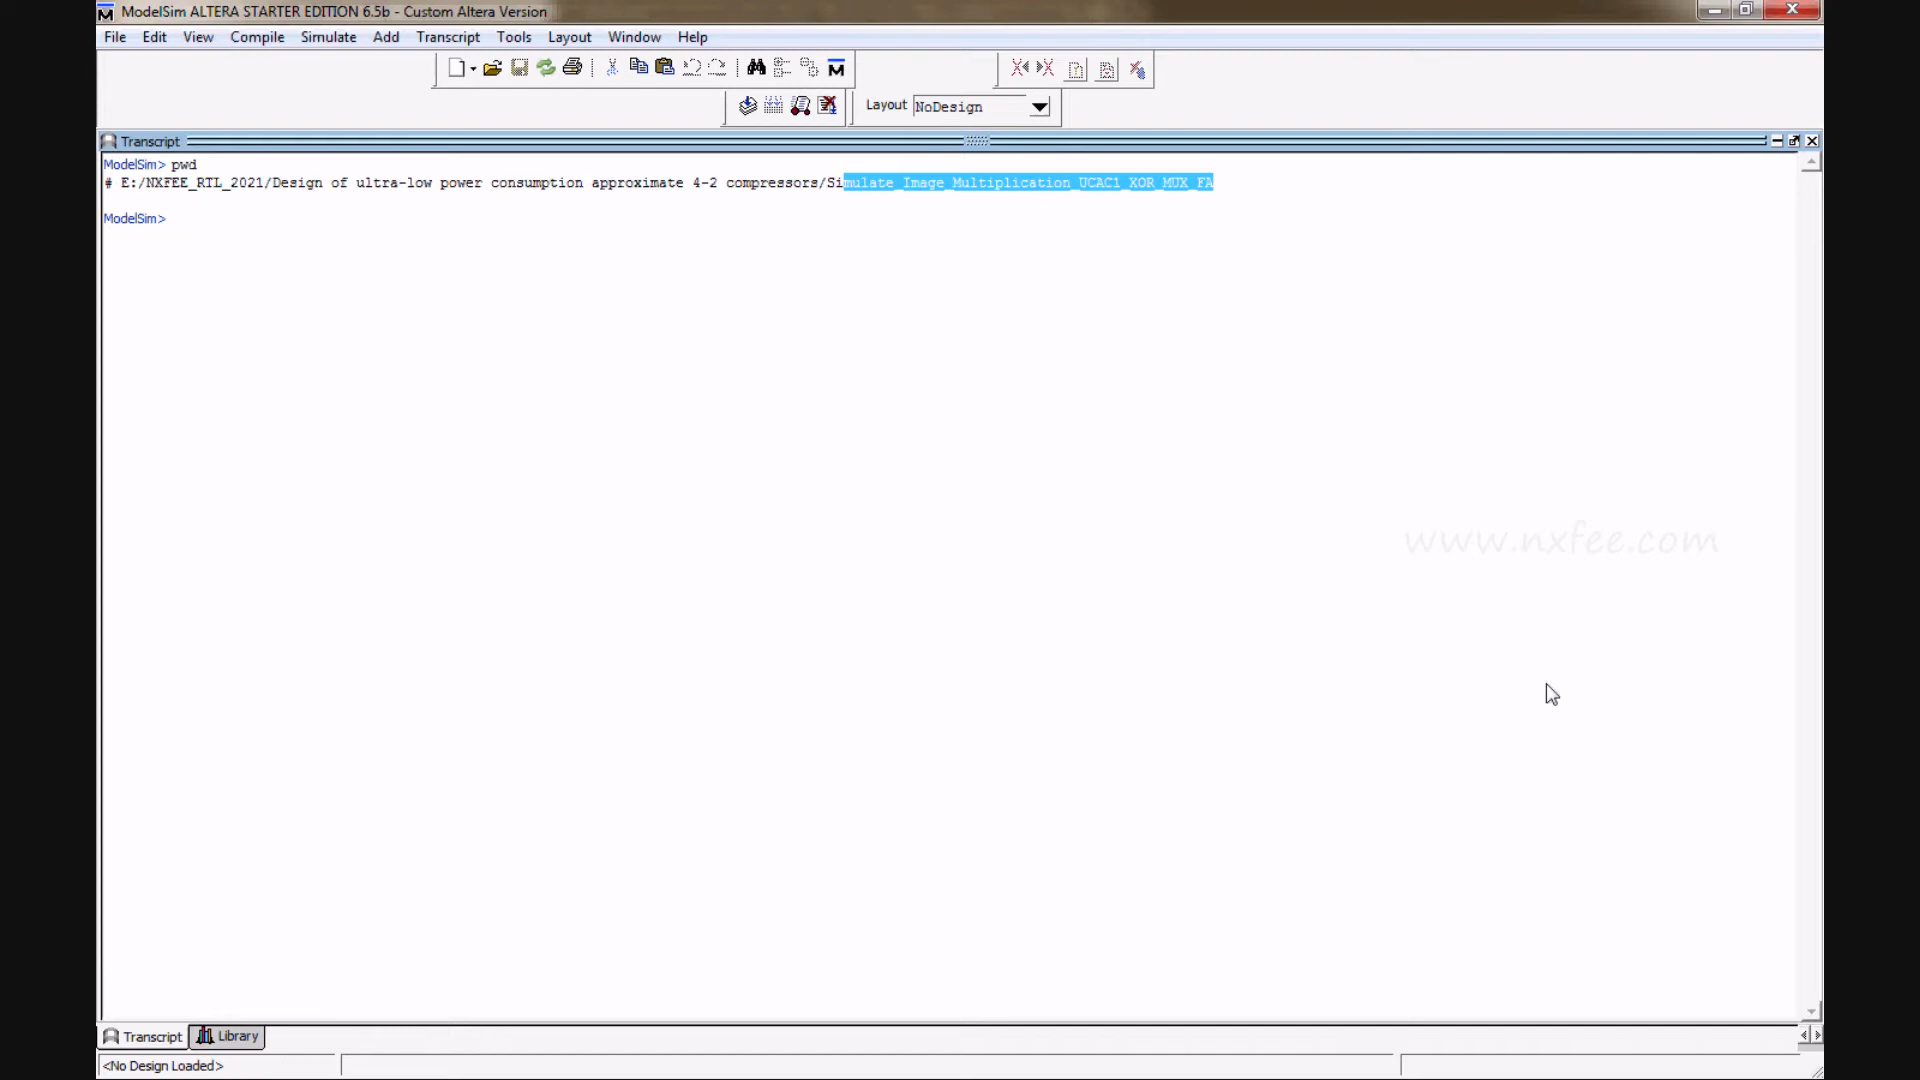 ModelSim ALTERA STARTER EDITION 6.5b - Custom Altera Version
File Edit View Compile Simulate Add Transcript Tools Layout Window Help
Layout NoDesign
Transcript
ModelSim> pwd
# E:/NXFEE_RTL_2021/Design of ultra-low power consumption approximate 4-2 compressors/Simulate_Image_Multiplication_UCAC1_XOR_MUX_FA
ModelSim>
www.nxfee.com
Transcript Library
<No Design Loaded>